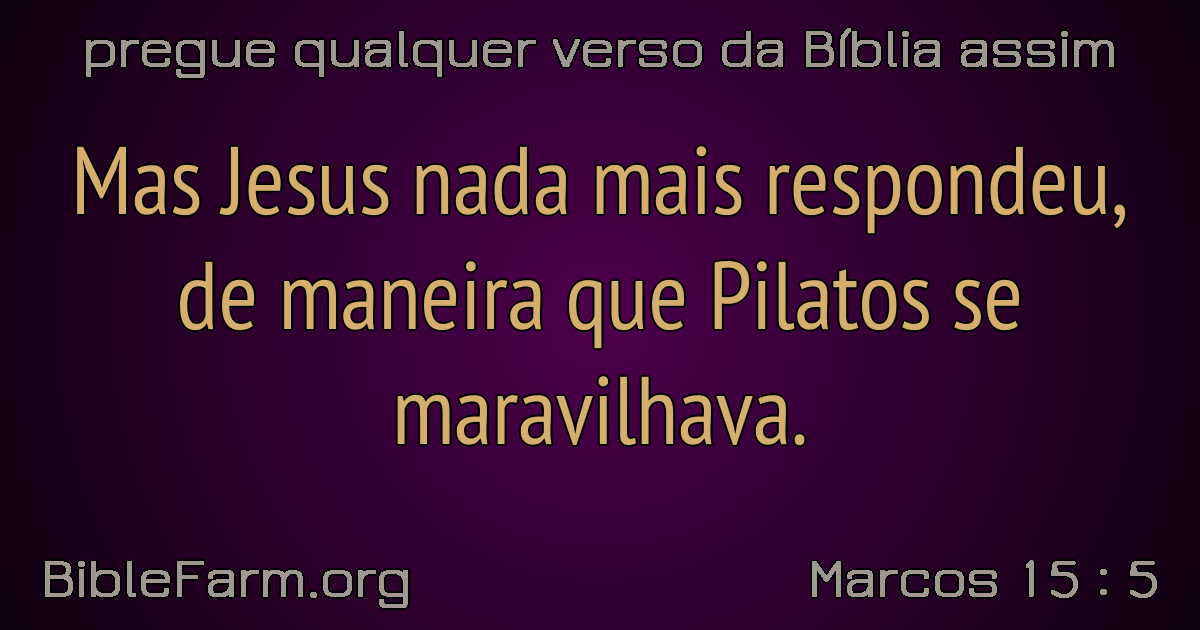 pregue qualquer verso da Bíblia assim
Mas Jesus nada mais respondeu,
de maneira que Pilatos se
maravilhava.
BibleFarm.org
Marcos 15 : 5